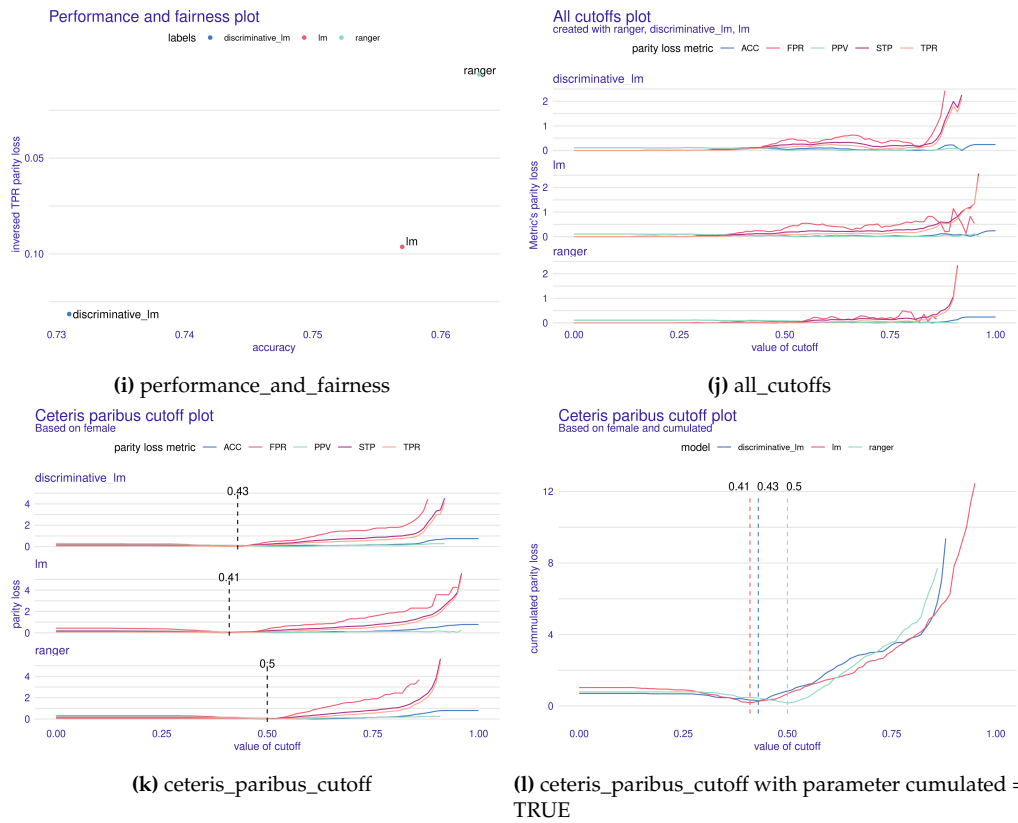 Performance and fairness plot
labels discriminative_lm lm ranger
ranger
0.05
inversed TPR parity loss
lm
0.10
discriminative_lm
0.73 0.74 0.75 0.76
accuracy
(i) performance_and_fairness
All cutoffs plot
created with ranger, discriminative_lm, lm
parity loss metric ACC FPR PPV STP TPR
discriminative_lm
2
1
0
lm
2
1
0
ranger
2
1
0
Metric's parity loss
0.00 0.25 0.50 0.75 1.00
value of cutoff
(j) all_cutoffs
Ceteris paribus cutoff plot
Based on female
parity loss metric ACC FPR PPV STP TPR
discriminative_lm
0.43
4
2
0
lm
0.41
4
2
0
ranger
0.5
4
2
0
parity loss
0.00 0.25 0.50 0.75 1.00
value of cutoff
(k) ceteris_paribus_cutoff
Ceteris paribus cutoff plot
Based on female and cumulated
model discriminative_lm lm ranger
0.41 0.43 0.5
12
8
4
0
cummulated parity loss
0.00 0.25 0.50 0.75 1.00
value of cutoff
(l) ceteris_paribus_cutoff with parameter cumulated =
TRUE